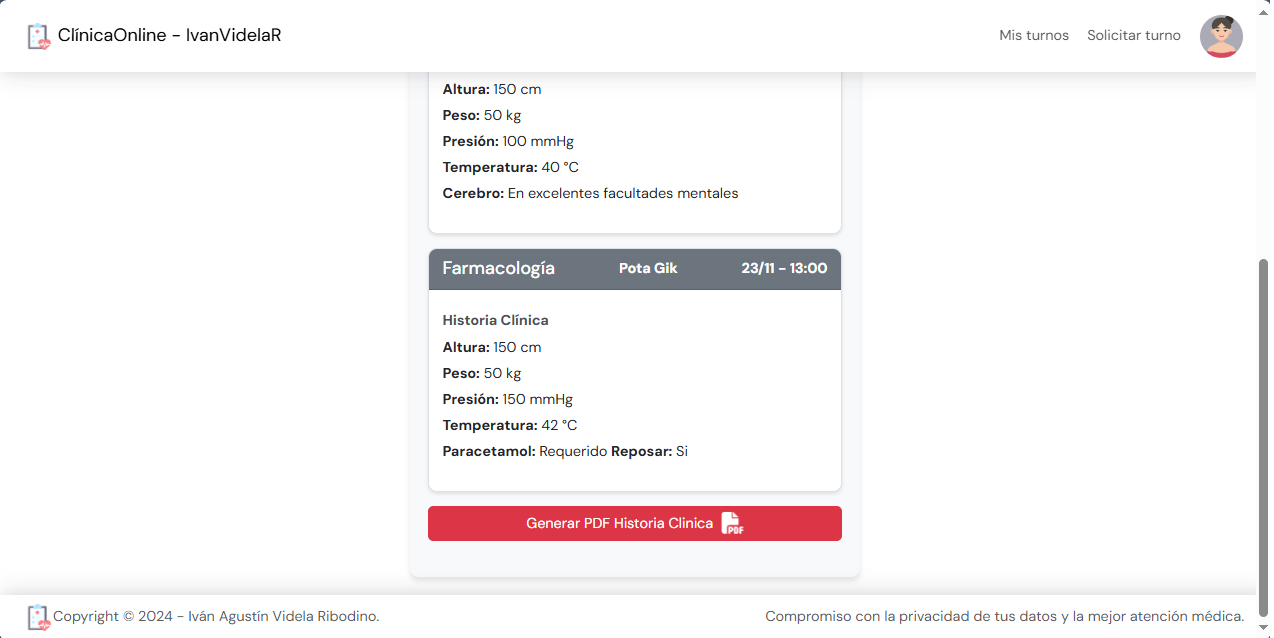 ClínicaOnline - IvanVidelaR
Mis turnos
Solicitar turno
Altura: 150 cm
Peso: 50 kg
Presión: 100 mmHg
Temperatura: 40 °C
Cerebro: En excelentes facultades mentales
Farmacología Pota Gik 23/11 - 13:00
Historia Clínica
Altura: 150 cm
Peso: 50 kg
Presión: 150 mmHg
Temperatura: 42 °C
Paracetamol: Requerido Reposar: Si
Generar PDF Historia Clinica PDF
Copyright © 2024 - Iván Agustín Videla Ribodino.
Compromiso con la privacidad de tus datos y la mejor atención médica.